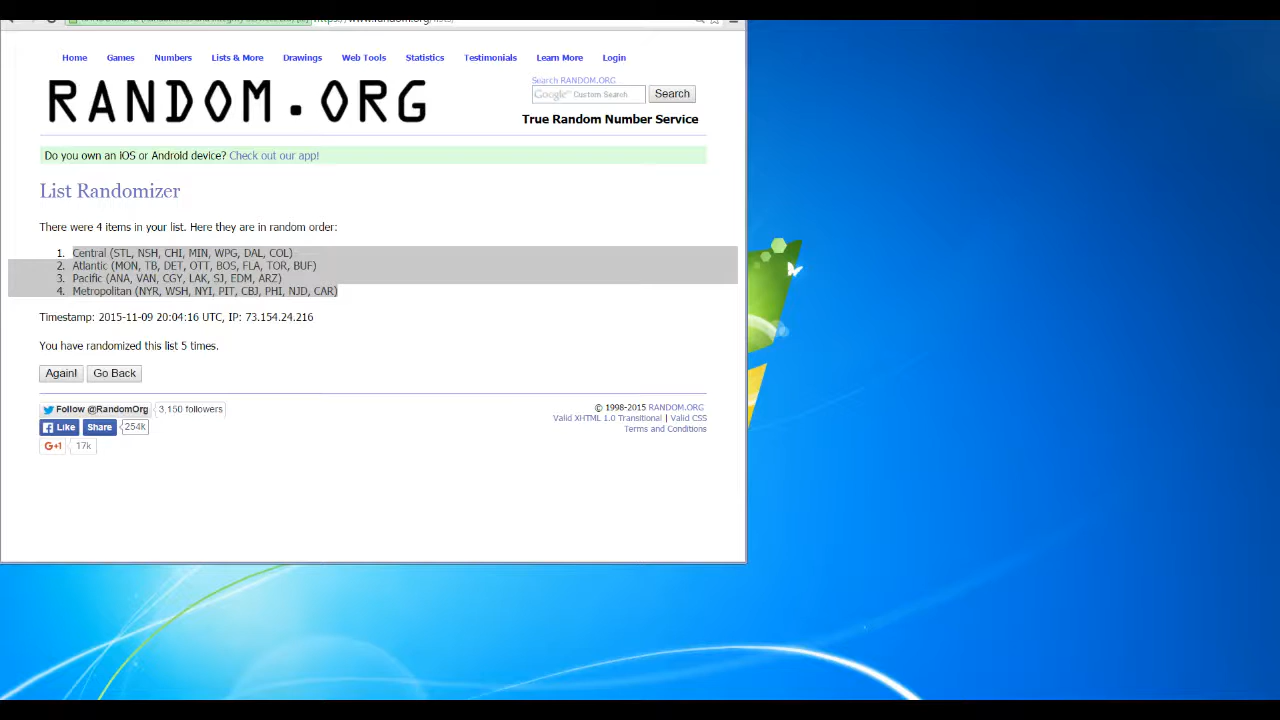 Home Games Numbers Lists & More Drawings Web Tools Statistics Testimonials Learn More Login
RANDOM.ORG
Search RANDOM.ORG
Google™ Custom Search Search
True Random Number Service
Do you own an iOS or Android device? Check out our app!
List Randomizer
There were 4 items in your list. Here they are in random order:
1. Central (STL, NSH, CHI, MIN, WPG, DAL, COL)
2. Atlantic (MON, TB, DET, OTT, BOS, FLA, TOR, BUF)
3. Pacific (ANA, VAN, CGY, LAK, SJ, EDM, ARZ)
4. Metropolitan (NYR, WSH, NYI, PIT, CBJ, PHI, NJD, CAR)
Timestamp: 2015-11-09 20:04:16 UTC, IP: 73.154.24.216
You have randomized this list 5 times.
Again! Go Back
Follow @RandomOrg 3,150 followers
Like Share 254k
G+1 17k
© 1998-2015 RANDOM.ORG
Valid XHTML 1.0 Transitional | Valid CSS
Terms and Conditions